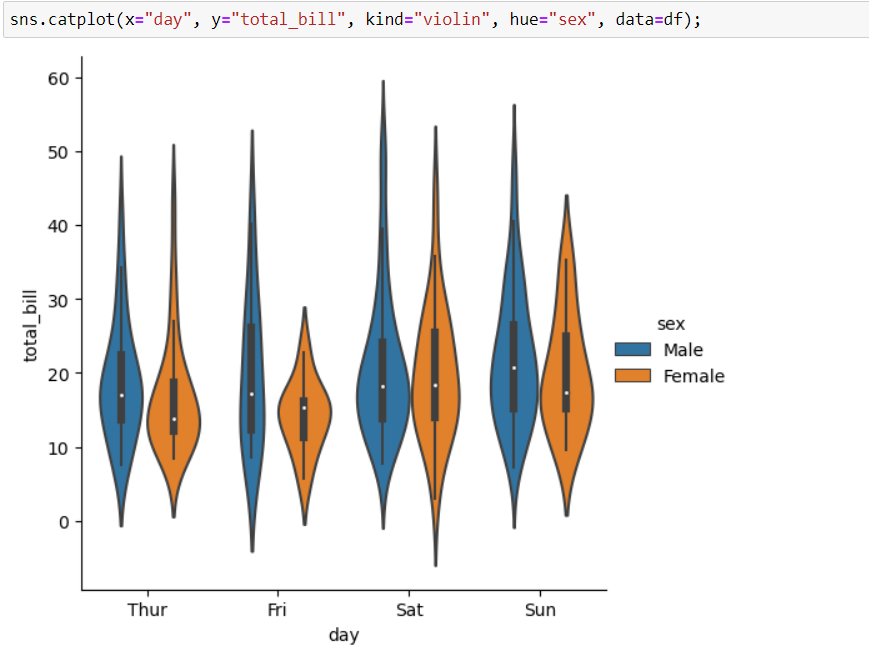 sns.catplot(x="day", y="total_bill", kind="violin", hue="sex", data=df);
60
50
40
30
20
10
0
total_bill
Thur Fri Sat Sun
day
sex
Male
Female